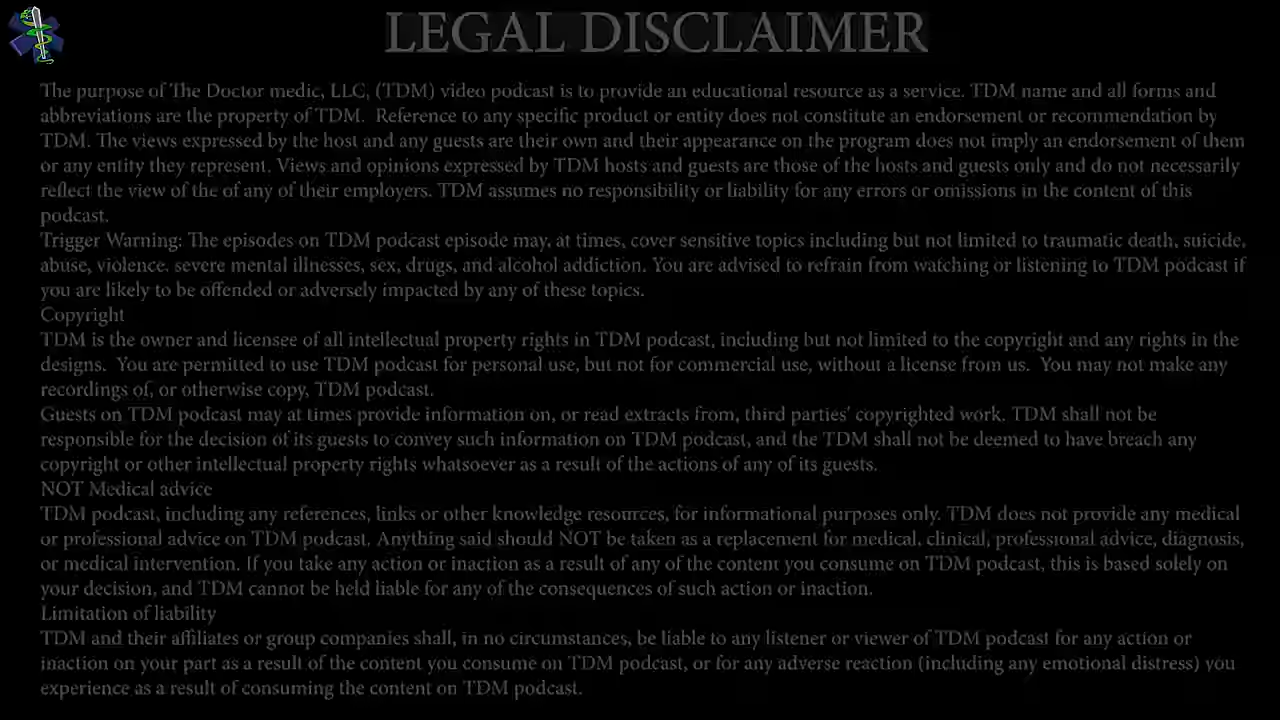 LEGAL DISCLAIMER
The purpose of The Doctor medic, LLC, (TDM) video podcast is to provide an educational resource as a service. TDM name and all forms and
abbreviations are the property of TDM. Reference to any specific product or entity does not constitute an endorsement or recommendation by
TDM. The views expressed by the host and any guests are their own and their appearance on the program does not imply an endorsement of them
or any entity they represent. Views and opinions expressed by TDM hosts and guests are those of the hosts and guests only and do not necessarily
reflect the view of the of any of their employers. TDM assumes no responsibility or liability for any errors or omissions in the content of this
podcast.
Trigger Warning: The episodes on TDM podcast episode may, at times, cover sensitive topics including but not limited to traumatic death, suicide,
abuse, violence, severe mental illnesses, sex, drugs, and alcohol addiction. You are advised to refrain from watching or listening to TDM podcast if
you are likely to be offended or adversely impacted by any of these topics.
Copyright
TDM is the owner and licensee of all intellectual property rights in TDM podcast, including but not limited to the copyright and any rights in the
designs. You are permitted to use TDM podcast for personal use, but not for commercial use, without a license from us. You may not make any
recordings of, or otherwise copy, TDM podcast.
Guests on TDM podcast may at times provide information on, or read extracts from, third parties' copyrighted work. TDM shall not be
responsible for the decision of its guests to convey such information on TDM podcast, and the TDM shall not be deemed to have breach any
copyright or other intellectual property rights whatsoever as a result of the actions of any of its guests.
NOT Medical advice
TDM podcast, including any references, links or other knowledge resources, for informational purposes only. TDM does not provide any medical
or professional advice on TDM podcast. Anything said should NOT be taken as a replacement for medical, clinical, professional advice, diagnosis,
or medical intervention. If you take any action or inaction as a result of any of the content you consume on TDM podcast, this is based solely on
your decision, and TDM cannot be held liable for any of the consequences of such action or inaction.
Limitation of liability
TDM and their affiliates or group companies shall, in no circumstances, be liable to any listener or viewer of TDM podcast for any action or
inaction on your part as a result of the content you consume on TDM podcast, or for any adverse reaction (including any emotional distress) you
experience as a result of consuming the content on TDM podcast.